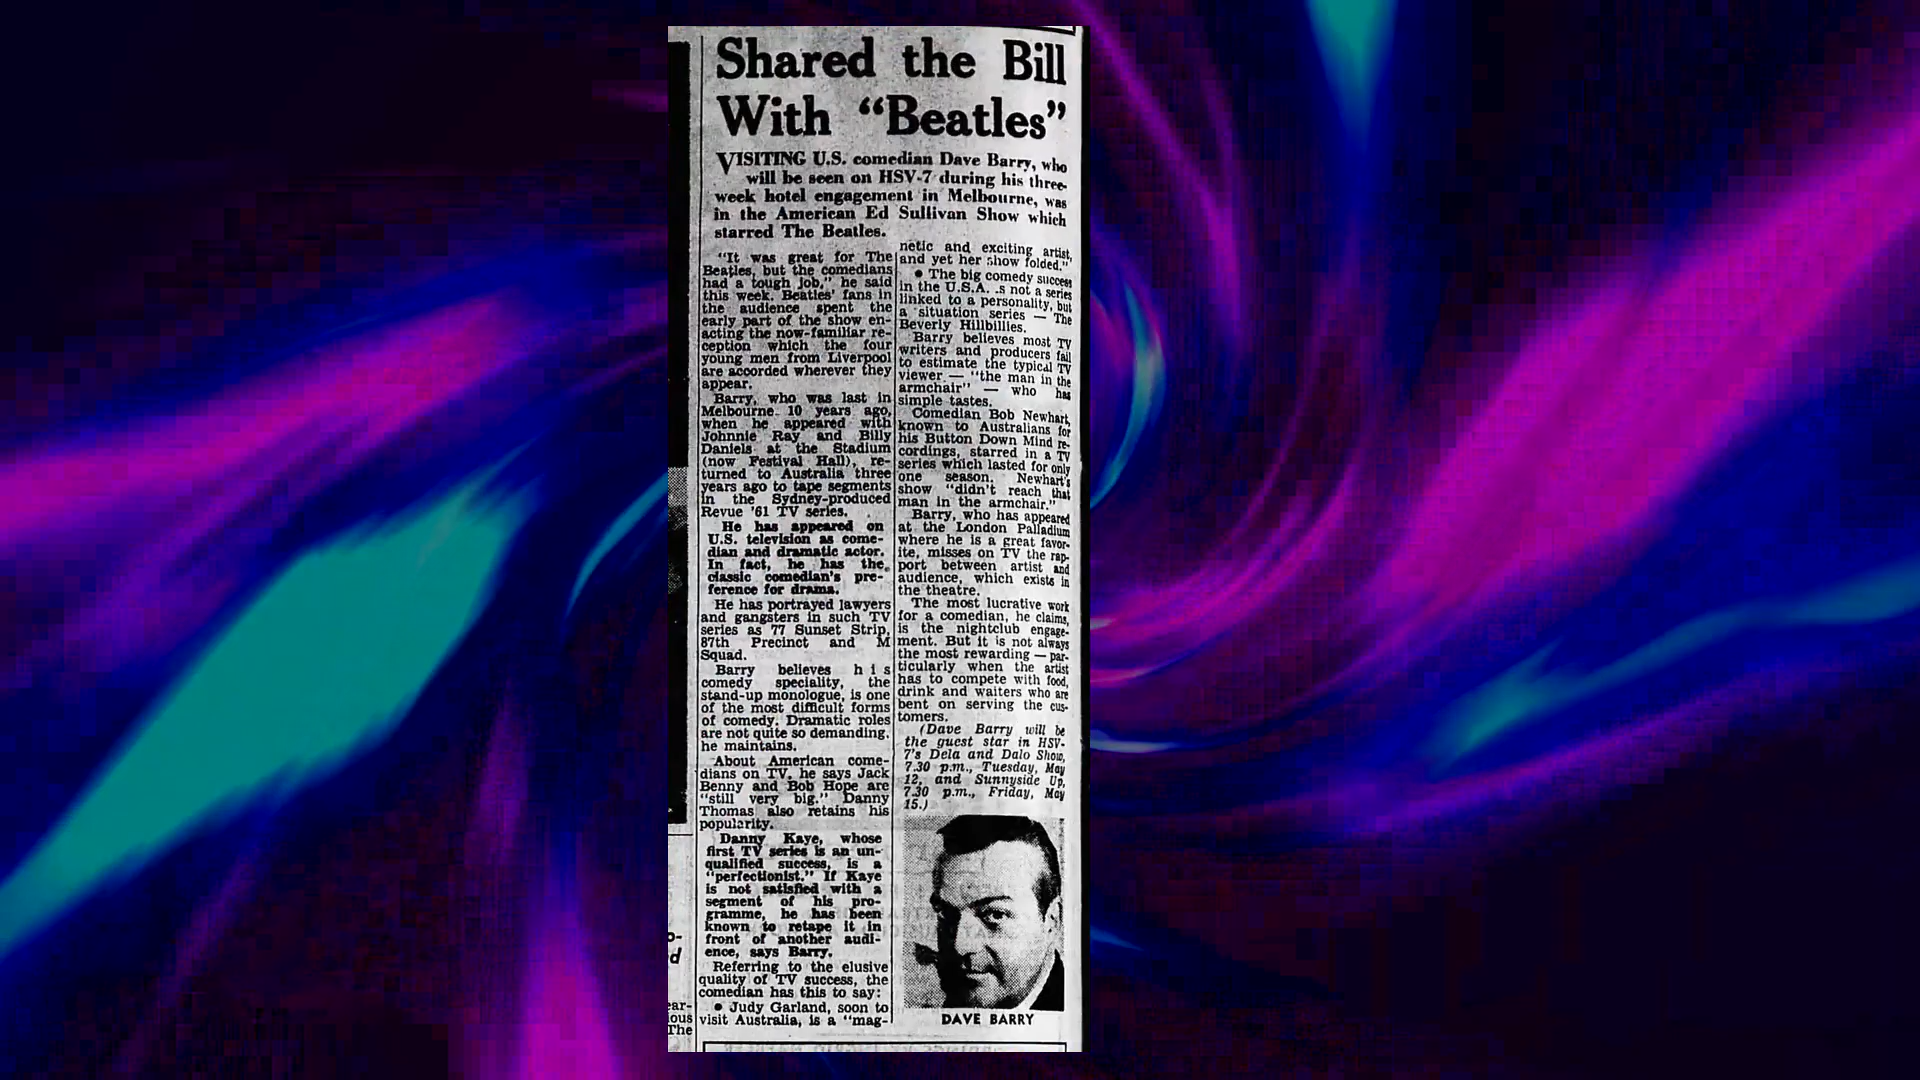 Shared the Bill
With “Beatles”
VISITING U.S. comedian Dave Barry, who
will be seen on HSV-7 during his three-
week hotel engagement in Melbourne, was
in the American Ed Sullivan Show which
starred The Beatles.
“It was great for The
Beatles, but the comedians
had a tough job,” he said
this week. Beatles’ fans in
the audience spent the
early part of the show en-
acting the now-familiar re-
ception which the four
young men from Liverpool
are accorded wherever they
appear.
Barry, who was last in
Melbourne 10 years ago,
when he appeared with
Johnnie Ray and Billy
Daniels at the Stadium
(now Festival Hall), re-
turned to Australia three
years ago to tape segments
in the Sydney-produced
Revue ’61 TV series.
He has appeared on
U.S. television as come-
dian and dramatic actor.
In fact, he has the
classic comedian’s pre-
ference for drama.
He has portrayed lawyers
and gangsters in such TV
series as 77 Sunset Strip,
87th Precinct and M
Squad.
Barry believes his
comedy speciality, the
stand-up monologue, is one
of the most difficult forms
of comedy. Dramatic roles
are not quite so demanding,
he maintains.
About American come-
dians on TV, he says Jack
Benny and Bob Hope are
“still very big.” Danny
Thomas also retains his
popularity.
Danny Kaye, whose
first TV series is an un-
qualified success, is a
“perfectionist.” If Kaye
is not satisfied with a
segment of his pro-
gramme, he has been
known to retape it in
front of another audi-
ence, says Barry.
Referring to the elusive
quality of TV success, the
comedian has this to say:
● Judy Garland, soon to
visit Australia, is a “mag-
netic and exciting artist,
and yet her show folded.”
● The big comedy success
in the U.S.A. .s not a series
linked to a personality, but
a situation series — The
Beverly Hillbillies.
Barry believes most TV
writers and producers fail
to estimate the typical TV
viewer — “the man in the
armchair” — who has
simple tastes.
Comedian Bob Newhart,
known to Australians for
his Button Down Mind re-
cordings, starred in a TV
series which lasted for only
one season. Newhart’s
show “didn’t reach that
man in the armchair.”
Barry, who has appeared
at the London Palladium
where he is a great favor-
ite, misses on TV the rap-
port between artist and
audience, which exists in
the theatre.
The most lucrative work
for a comedian, he claims,
is the nightclub engage-
ment. But it is not always
the most rewarding — par-
ticularly when the artist
has to compete with food,
drink and waiters who are
bent on serving the cus-
tomers.
(Dave Barry will be
the guest star in HSV-
7’s Dela and Dalo Show,
7.30 p.m., Tuesday, May
12, and Sunnyside Up,
7.30 p.m., Friday, May
15.)
DAVE BARRY
o-
d
ear-
ious
The